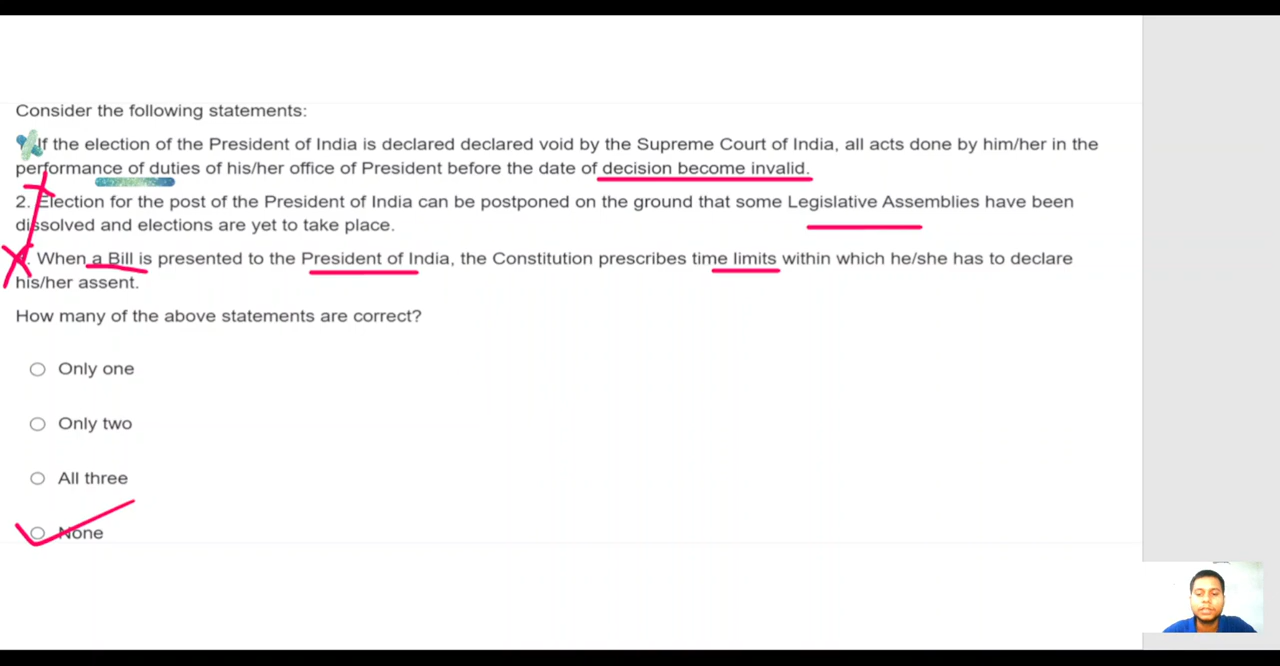 Consider the following statements:
If the election of the President of India is declared declared void by the Supreme Court of India, all acts done by him/her in the
performance of duties of his/her office of President before the date of decision become invalid.
2. Election for the post of the President of India can be postponed on the ground that some Legislative Assemblies have been
dissolved and elections are yet to take place.
. When a Bill is presented to the President of India, the Constitution prescribes time limits within which he/she has to declare
his/her assent.
How many of the above statements are correct?
Only one
Only two
All three
None